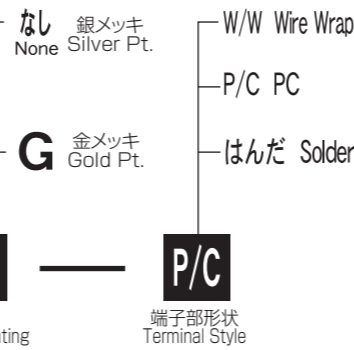 なし 銀メッキ
None Silver Pt.
W/W Wire Wrap
P/C PC
G 金メッキ
Gold Pt.
はんだ Solder
P/C
端子部形状
Terminal Style